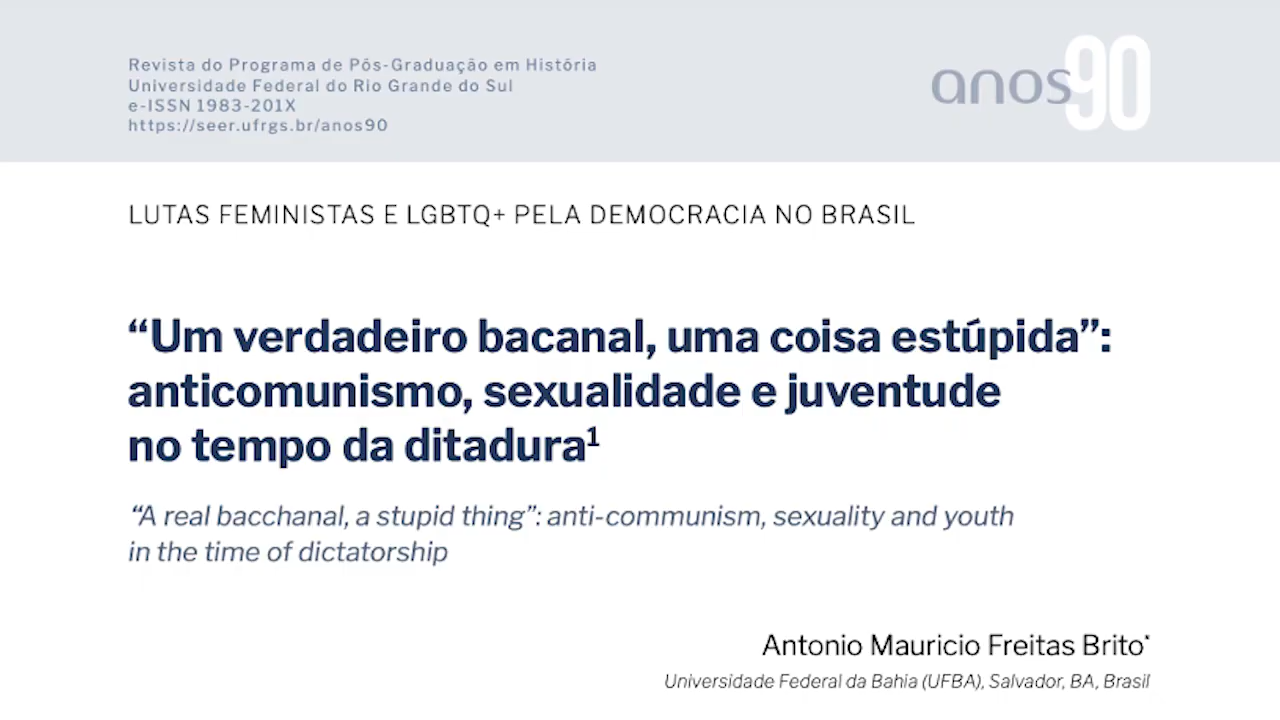 Revista do Programa de Pós-Graduação em História
Universidade Federal do Rio Grande do Sul
e-ISSN 1983-201X
https://seer.ufrgs.br/anos90
anos90
LUTAS FEMINISTAS E LGBTQ+ PELA DEMOCRACIA NO BRASIL
“Um verdadeiro bacanal, uma coisa estúpida”:
anticomunismo, sexualidade e juventude
no tempo da ditadura¹
“A real bacchanal, a stupid thing”: anti-communism, sexuality and youth
in the time of dictatorship
Antonio Mauricio Freitas Brito*
Universidade Federal da Bahia (UFBA), Salvador, BA, Brasil